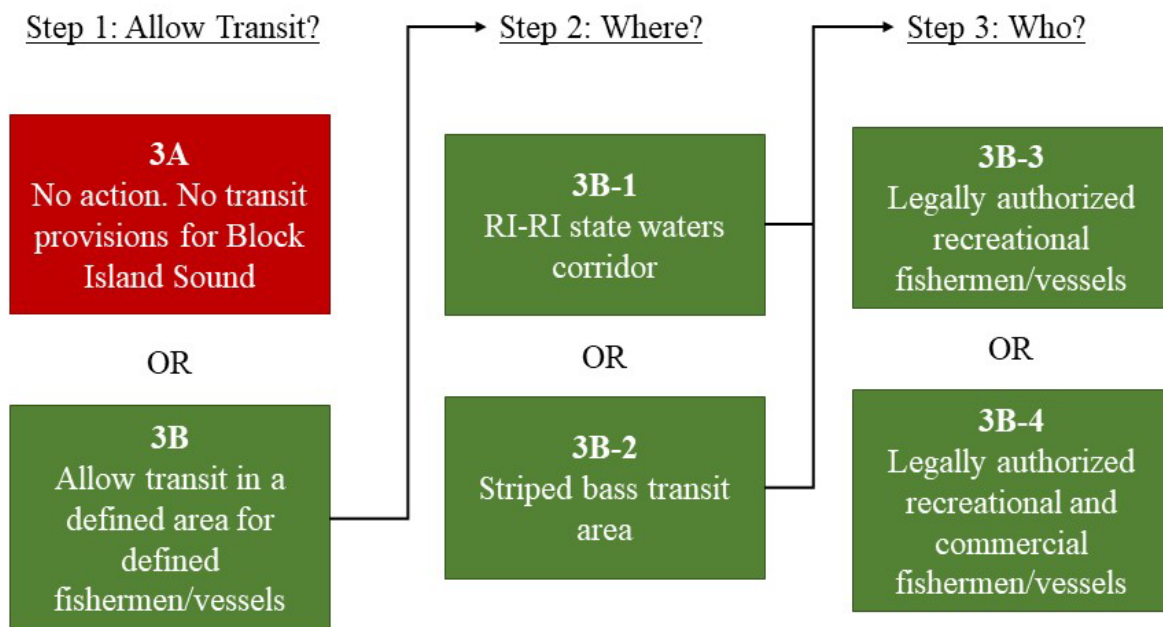 Step 1: Allow Transit?
3A
No action. No transit
provisions for Block
Island Sound
OR
3B
Allow transit in a
defined area for
defined
fishermen/vessels
Step 2: Where?
3B-1
RI-RI state waters
corridor
OR
3B-2
Striped bass transit
area
Step 3: Who?
3B-3
Legally authorized
recreational
fishermen/vessels
OR
3B-4
Legally authorized
recreational and
commercial
fishermen/vessels